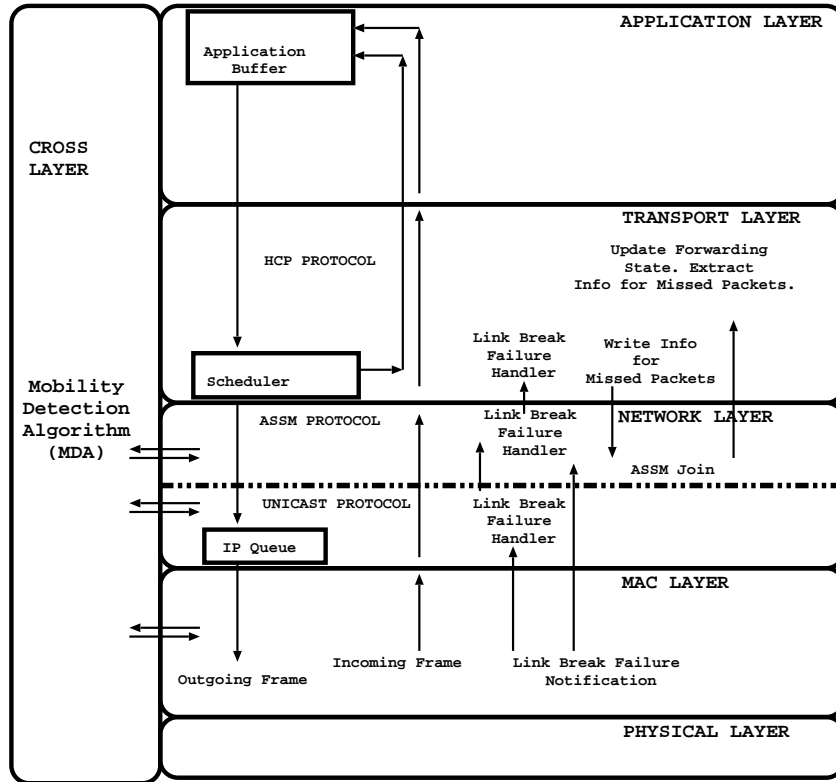 APPLICATION LAYER
Application
Buffer
CROSS
LAYER
TRANSPORT LAYER
Update Forwarding
State. Extract
Info for Missed Packets.
HCP PROTOCOL
Link Break
Failure
Handler
Write Info
for
Missed Packets
Scheduler
Mobility
Detection
Algorithm
(MDA)
NETWORK LAYER
ASSM PROTOCOL
Link Break
Failure
Handler
ASSM Join
UNICAST PROTOCOL
Link Break
Failure
Handler
IP Queue
MAC LAYER
Outgoing Frame
Incoming Frame
Link Break Failure
Notification
PHYSICAL LAYER